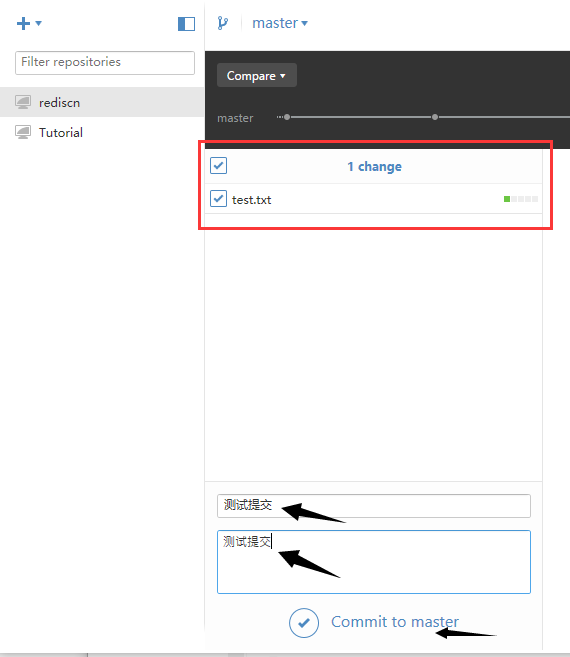 master
Filter repositories
rediscn
Tutorial
Compare
master
1 change
test.txt
测试提交
测试提交
Commit to master